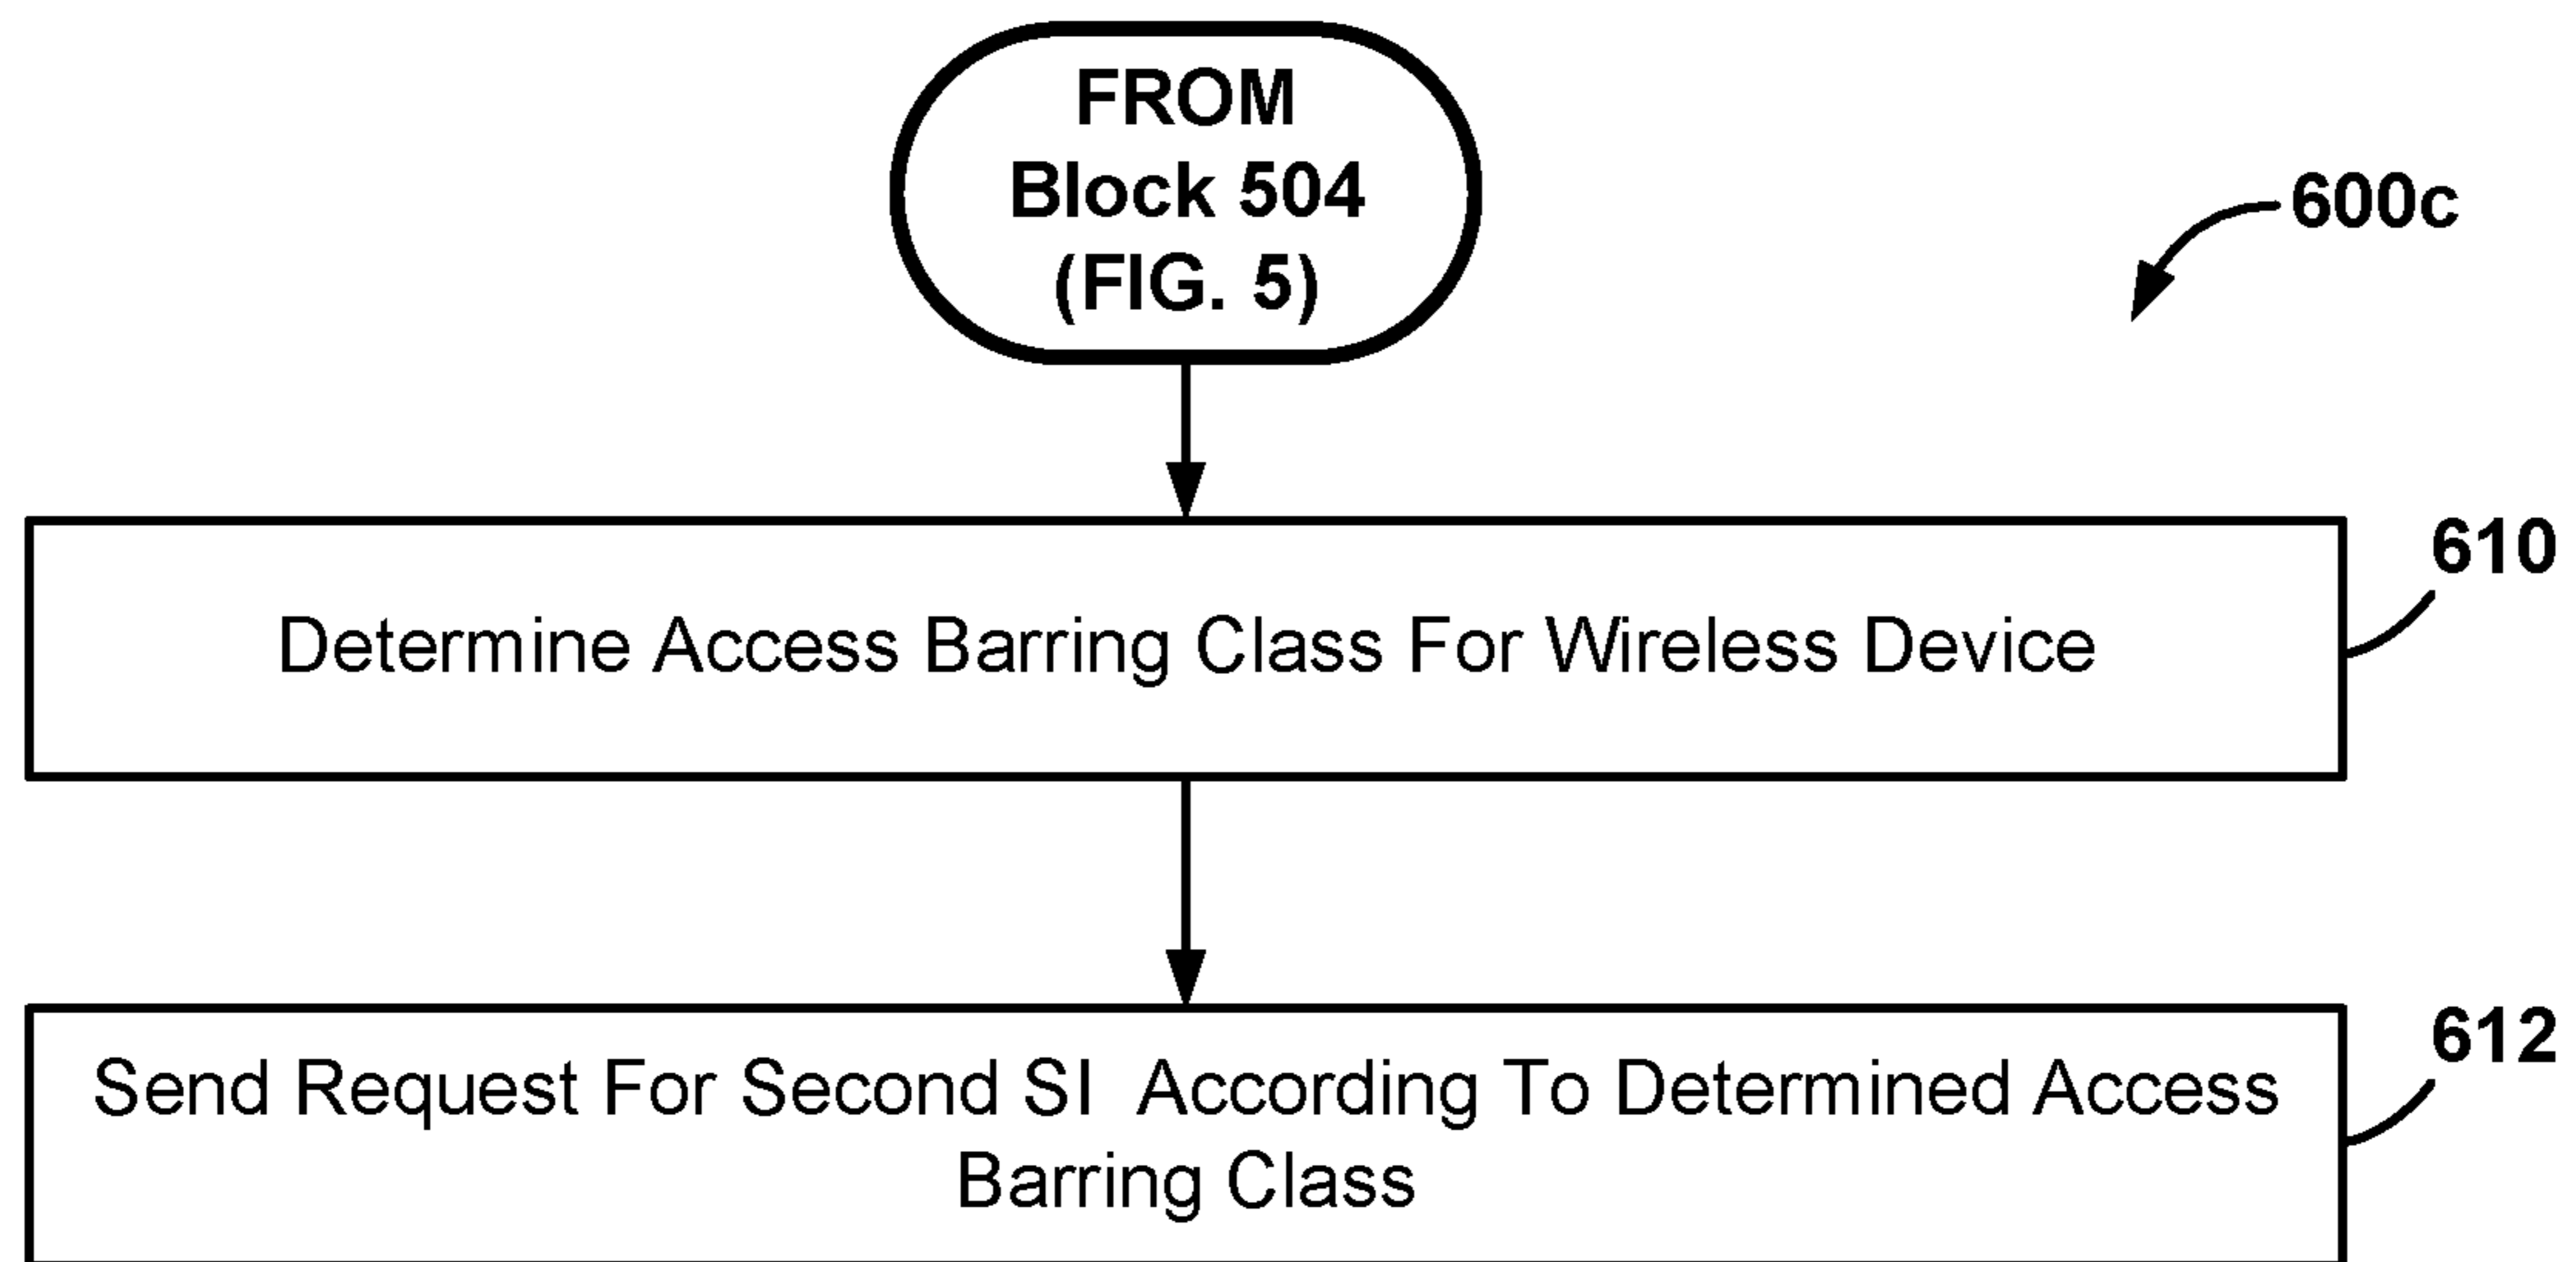 FROM
Block 504
(FIG. 5)
600c
610
Determine Access Barring Class For Wireless Device
612
Send Request For Second SI According To Determined Access
Barring Class